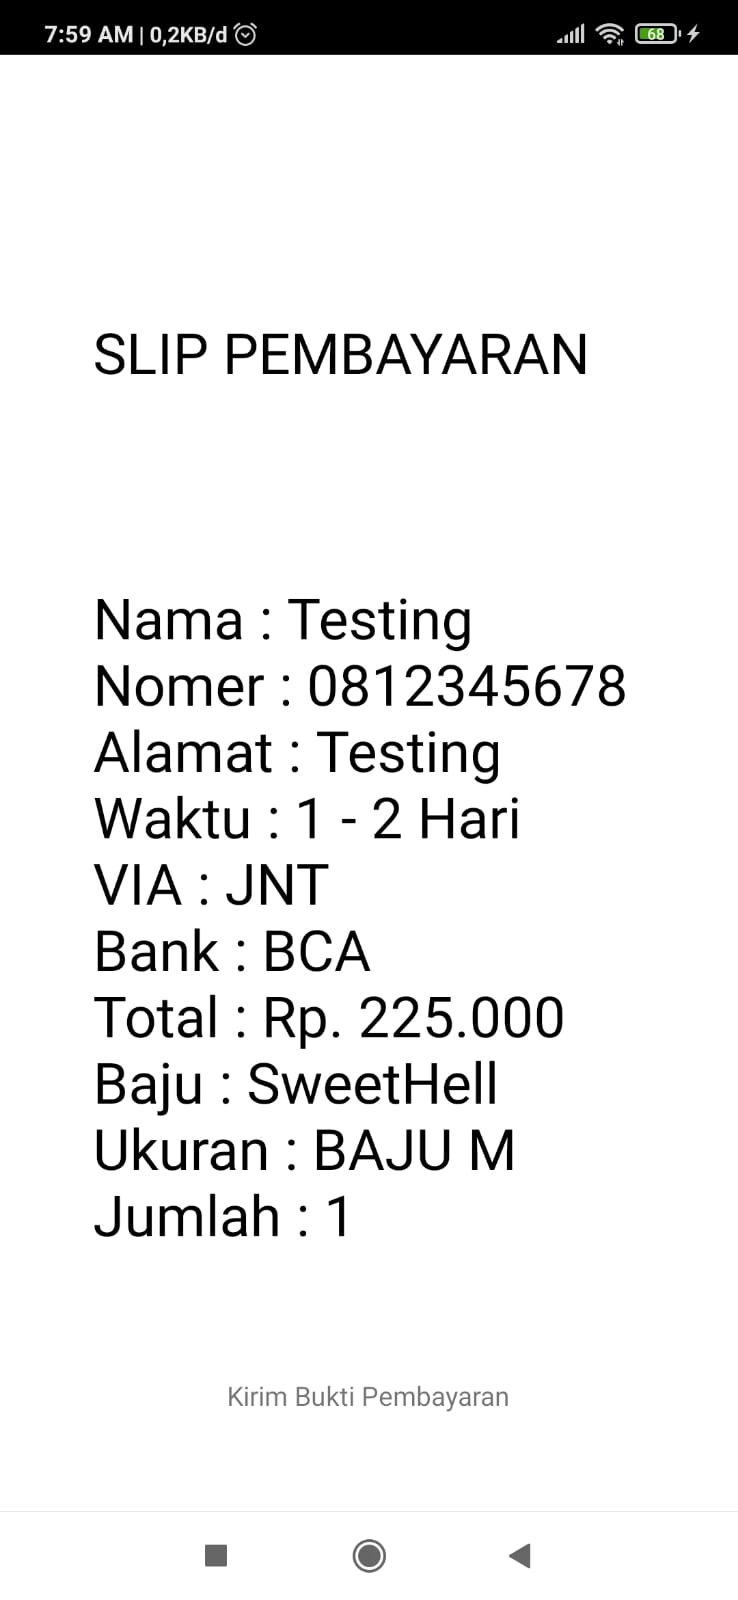 7:59 AM | 0,2KB/d
68
SLIP PEMBAYARAN
Nama : Testing
Nomer : 0812345678
Alamat : Testing
Waktu : 1 - 2 Hari
VIA : JNT
Bank : BCA
Total : Rp. 225.000
Baju : SweetHell
Ukuran : BAJU M
Jumlah : 1
Kirim Bukti Pembayaran